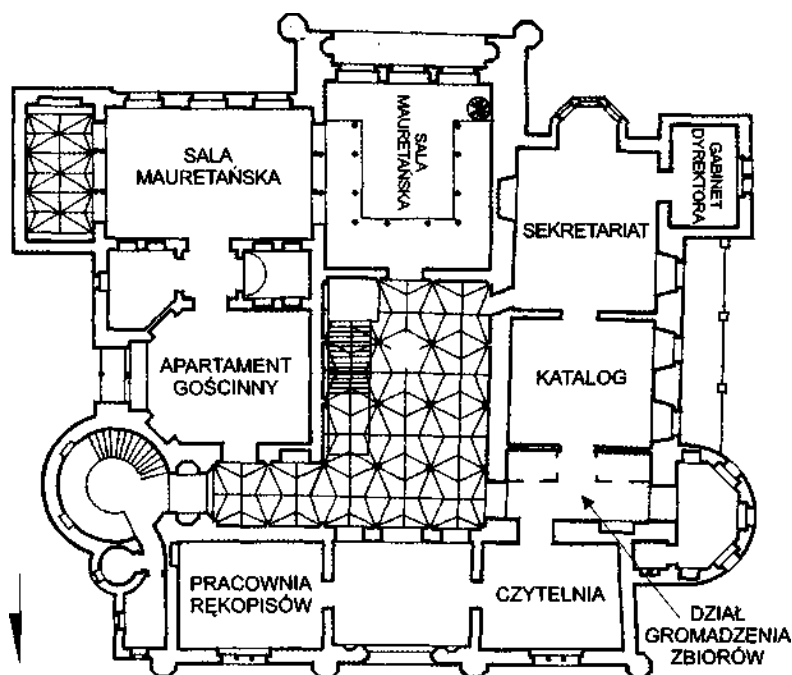 SALA
MAURETAŃSKA
SALA
MAURETAŃSKA
GABINET
DYREKTORA
SEKRETARIAT
APARTAMENT
GOŚCINNY
KATALOG
PRACOWNIA
RĘKOPISÓW
CZYTELNIA
DZIAŁ
GROMADZENIA
ZBIORÓW